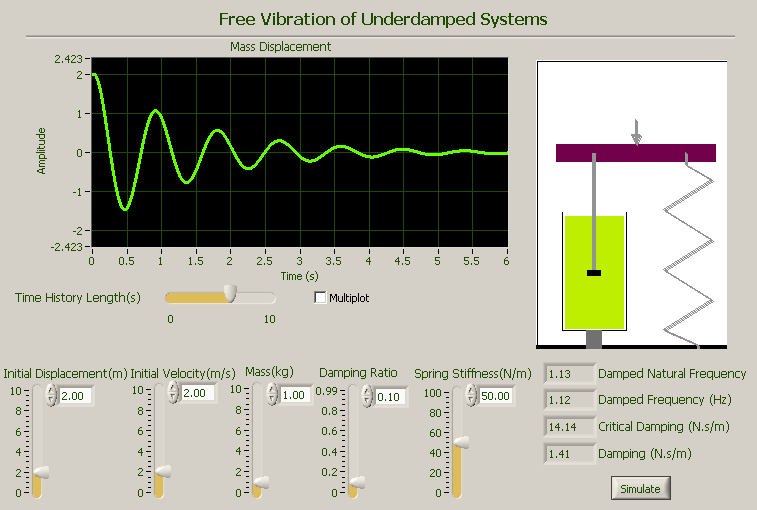 Free Vibration of Underdamped Systems
Mass Displacement
2.423
2
1
0
-1
-2
-2.423
Amplitude
0 0.5 1 1.5 2 2.5 3 3.5 4 4.5 5 5.5 6
Time (s)
Time History Length(s)
0 10
Multiplot
Initial Displacement(m) Initial Velocity(m/s) Mass(kg) Damping Ratio Spring Stiffness(N/m)
10 10 10 0.99 100
2.00 2.00 1.00 0.10 50.00
8 8 8 0.8 80
6 6 6 0.6 60
4 4 4 0.4 40
2 2 2 0.2 20
0 0 0 0 0
1.13 Damped Natural Frequency
1.12 Damped Frequency (Hz)
14.14 Critical Damping (N.s/m)
1.41 Damping (N.s/m)
Simulate